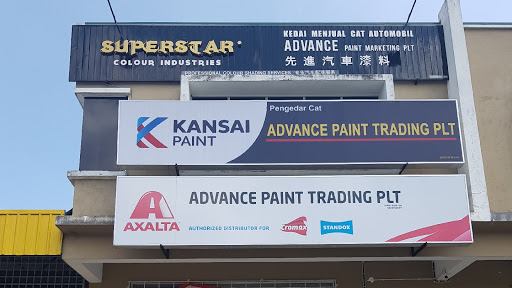 SUPERSTAR
COLOUR INDUSTRIES
KEDAI MENJUAL CAT AUTOMOBIL
ADVANCE PAINT MARKETING PLT
先進汽車漆料
PROFESSIONAL COLOUR SHADING SERVICES
Pengedar Cat
KANSAI
PAINT
ADVANCE PAINT TRADING PLT
AXALTA
ADVANCE PAINT TRADING PLT
AUTHORIZED DISTRIBUTOR FOR
Cromax
STANDOX